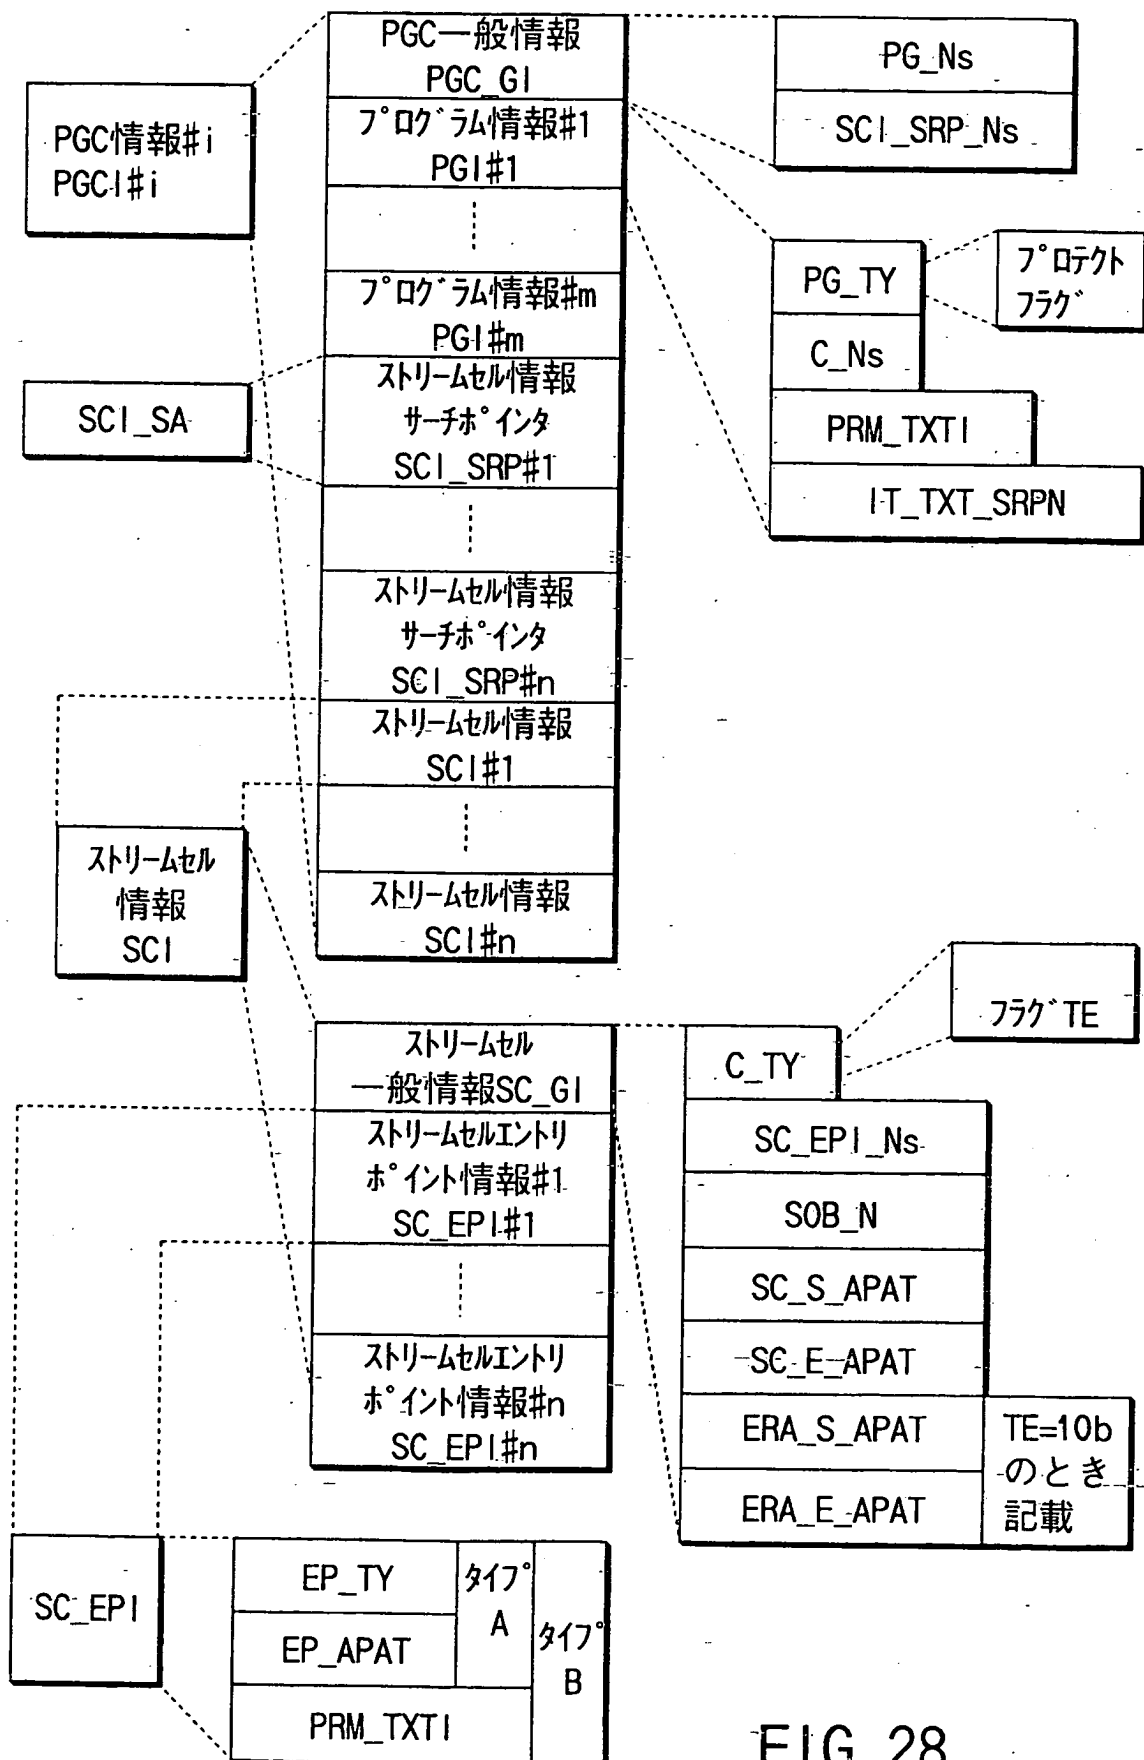 PGC情報#i
PGCI#i
PGC一般情報
PGC_GI
プログラム情報#1
PGI#1
プログラム情報#m
PGI#m
ストリームセル情報
サーチポインタ
SCI_SRP#1
ストリームセル情報
サーチポインタ
SCI_SRP#n
ストリームセル情報
SCI#1
ストリームセル情報
SCI#n
PG_Ns
SCI_SRP_Ns
PG_TY
C_Ns
PRM_TXTI
IT_TXT_SRPN
プロテクト
フラグ
SCI_SA
ストリームセル
情報
SCI
ストリームセル
一般情報SC_GI
ストリームセルエントリ
ポイント情報#1
SC_EPI#1
ストリームセルエントリ
ポイント情報#n
SC_EPI#n
C_TY
SC_EPI_Ns
SOB_N
SC_S_APAT
SC_E_APAT
ERA_S_APAT
ERA_E_APAT
TE=10b
のとき
記載
フラグTE
SC_EPI
EP_TY
EP_APAT
PRM_TXTI
タイプ
A
タイプ
B
FIG. 28